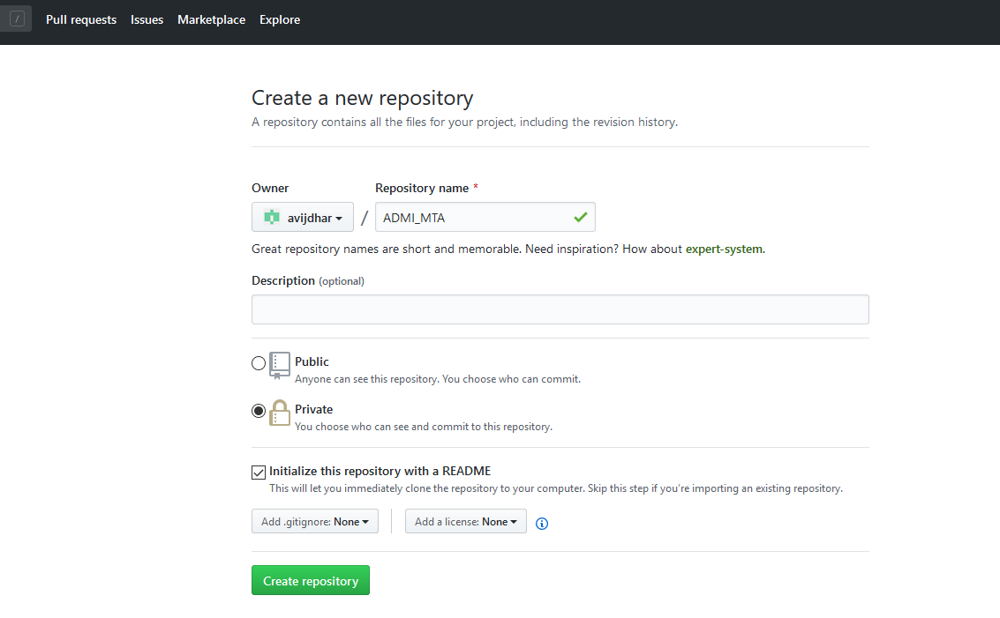 / Pull requests Issues Marketplace Explore
Create a new repository
A repository contains all the files for your project, including the revision history.
Owner Repository name *
avijdhar / ADMI_MTA
Great repository names are short and memorable. Need inspiration? How about expert-system.
Description (optional)
Public
Anyone can see this repository. You choose who can commit.
Private
You choose who can see and commit to this repository.
Initialize this repository with a README
This will let you immediately clone the repository to your computer. Skip this step if you’re importing an existing repository.
Add .gitignore: None Add a license: None
Create repository